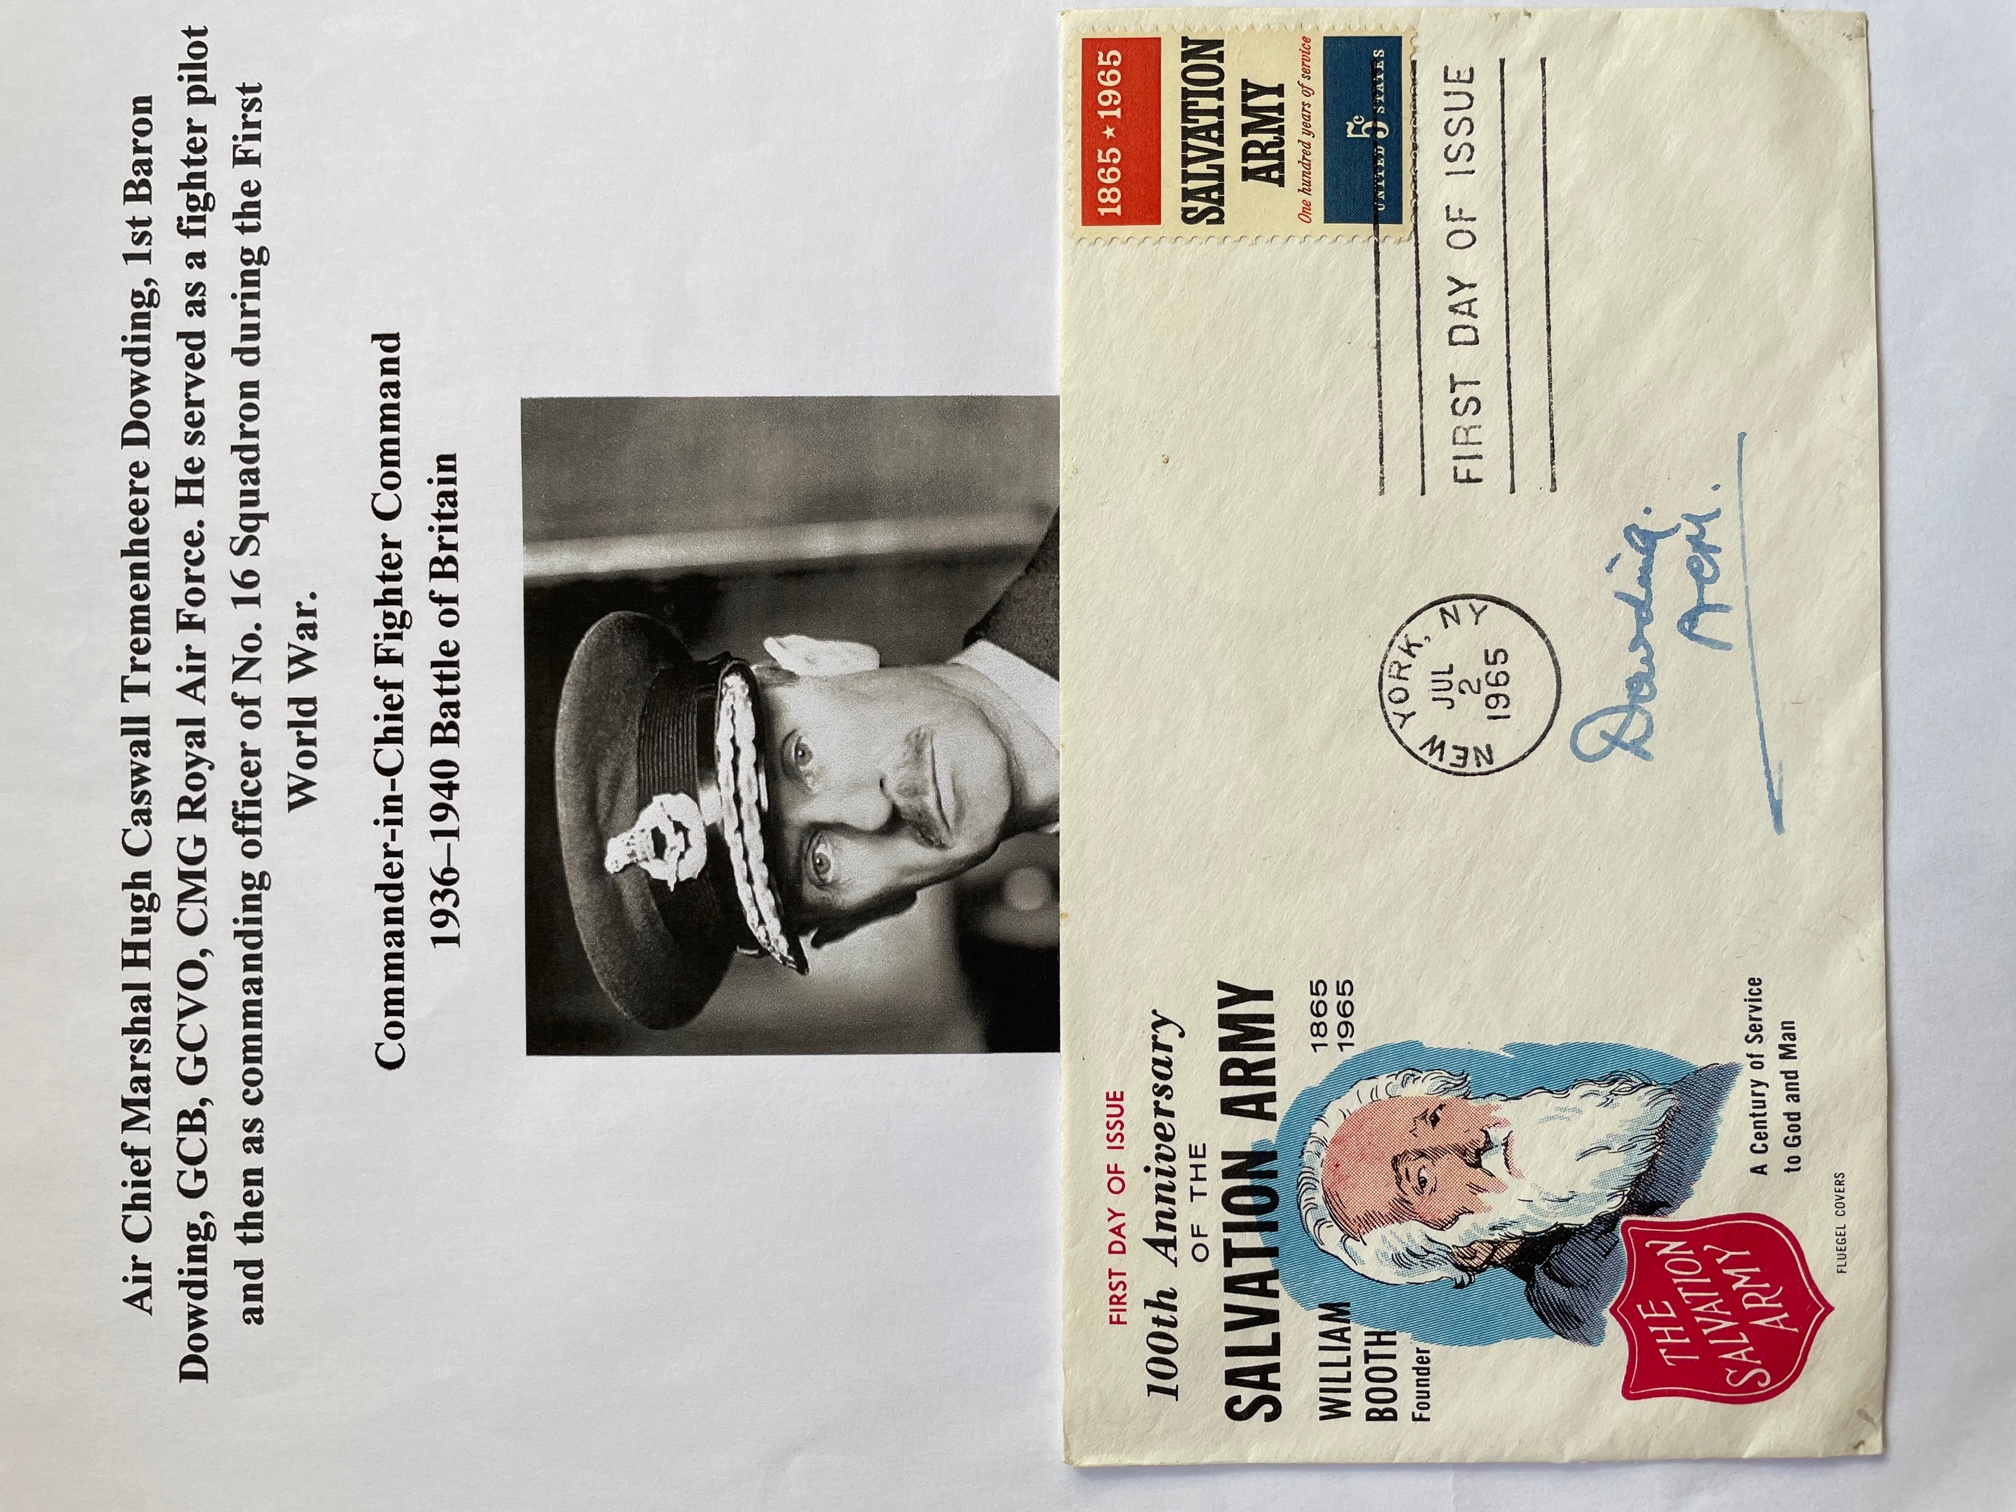 Air Chief Marshal Hugh Caswall Tremenheere Dowding, 1st Baron
Dowding, GCB, GCVO, CMG Royal Air Force. He served as a fighter pilot
and then as commanding officer of No. 16 Squadron during the First
World War.
Commander-in-Chief Fighter Command
1936–1940 Battle of Britain
FIRST DAY OF ISSUE
100th Anniversary
OF THE
SALVATION ARMY
WILLIAM
BOOTH
Founder
1865
1965
THE
SALVATION
ARMY
A Century of Service
to God and Man
FLUEGEL COVERS
NEW YORK, N Y
JUL
2
1965
Dowding.
ACM.
1865 ★ 1965
SALVATION
ARMY
One hundred years of service
5c
UNITED STATES
FIRST DAY OF ISSUE